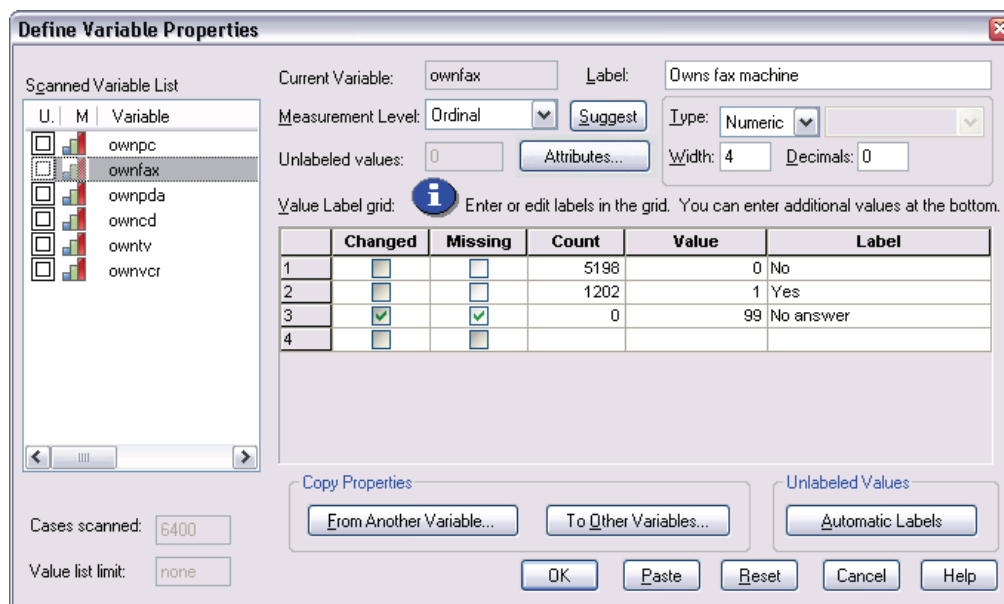 Define Variable Properties
Scanned Variable List
U. M Variable
ownpc
ownfax
ownpda
owncd
owntv
ownvcr
Cases scanned: 6400
Value list limit: none
Current Variable: ownfax Label: Owns fax machine
Measurement Level: Ordinal Suggest Type: Numeric
Unlabeled values: 0 Attributes... Width: 4 Decimals: 0
Value Label grid: i Enter or edit labels in the grid. You can enter additional values at the bottom.
Changed Missing Count Value Label
1 5198 0 No
2 1202 1 Yes
3 0 99 No answer
4
Copy Properties Unlabeled Values
From Another Variable... To Other Variables... Automatic Labels
OK Paste Reset Cancel Help